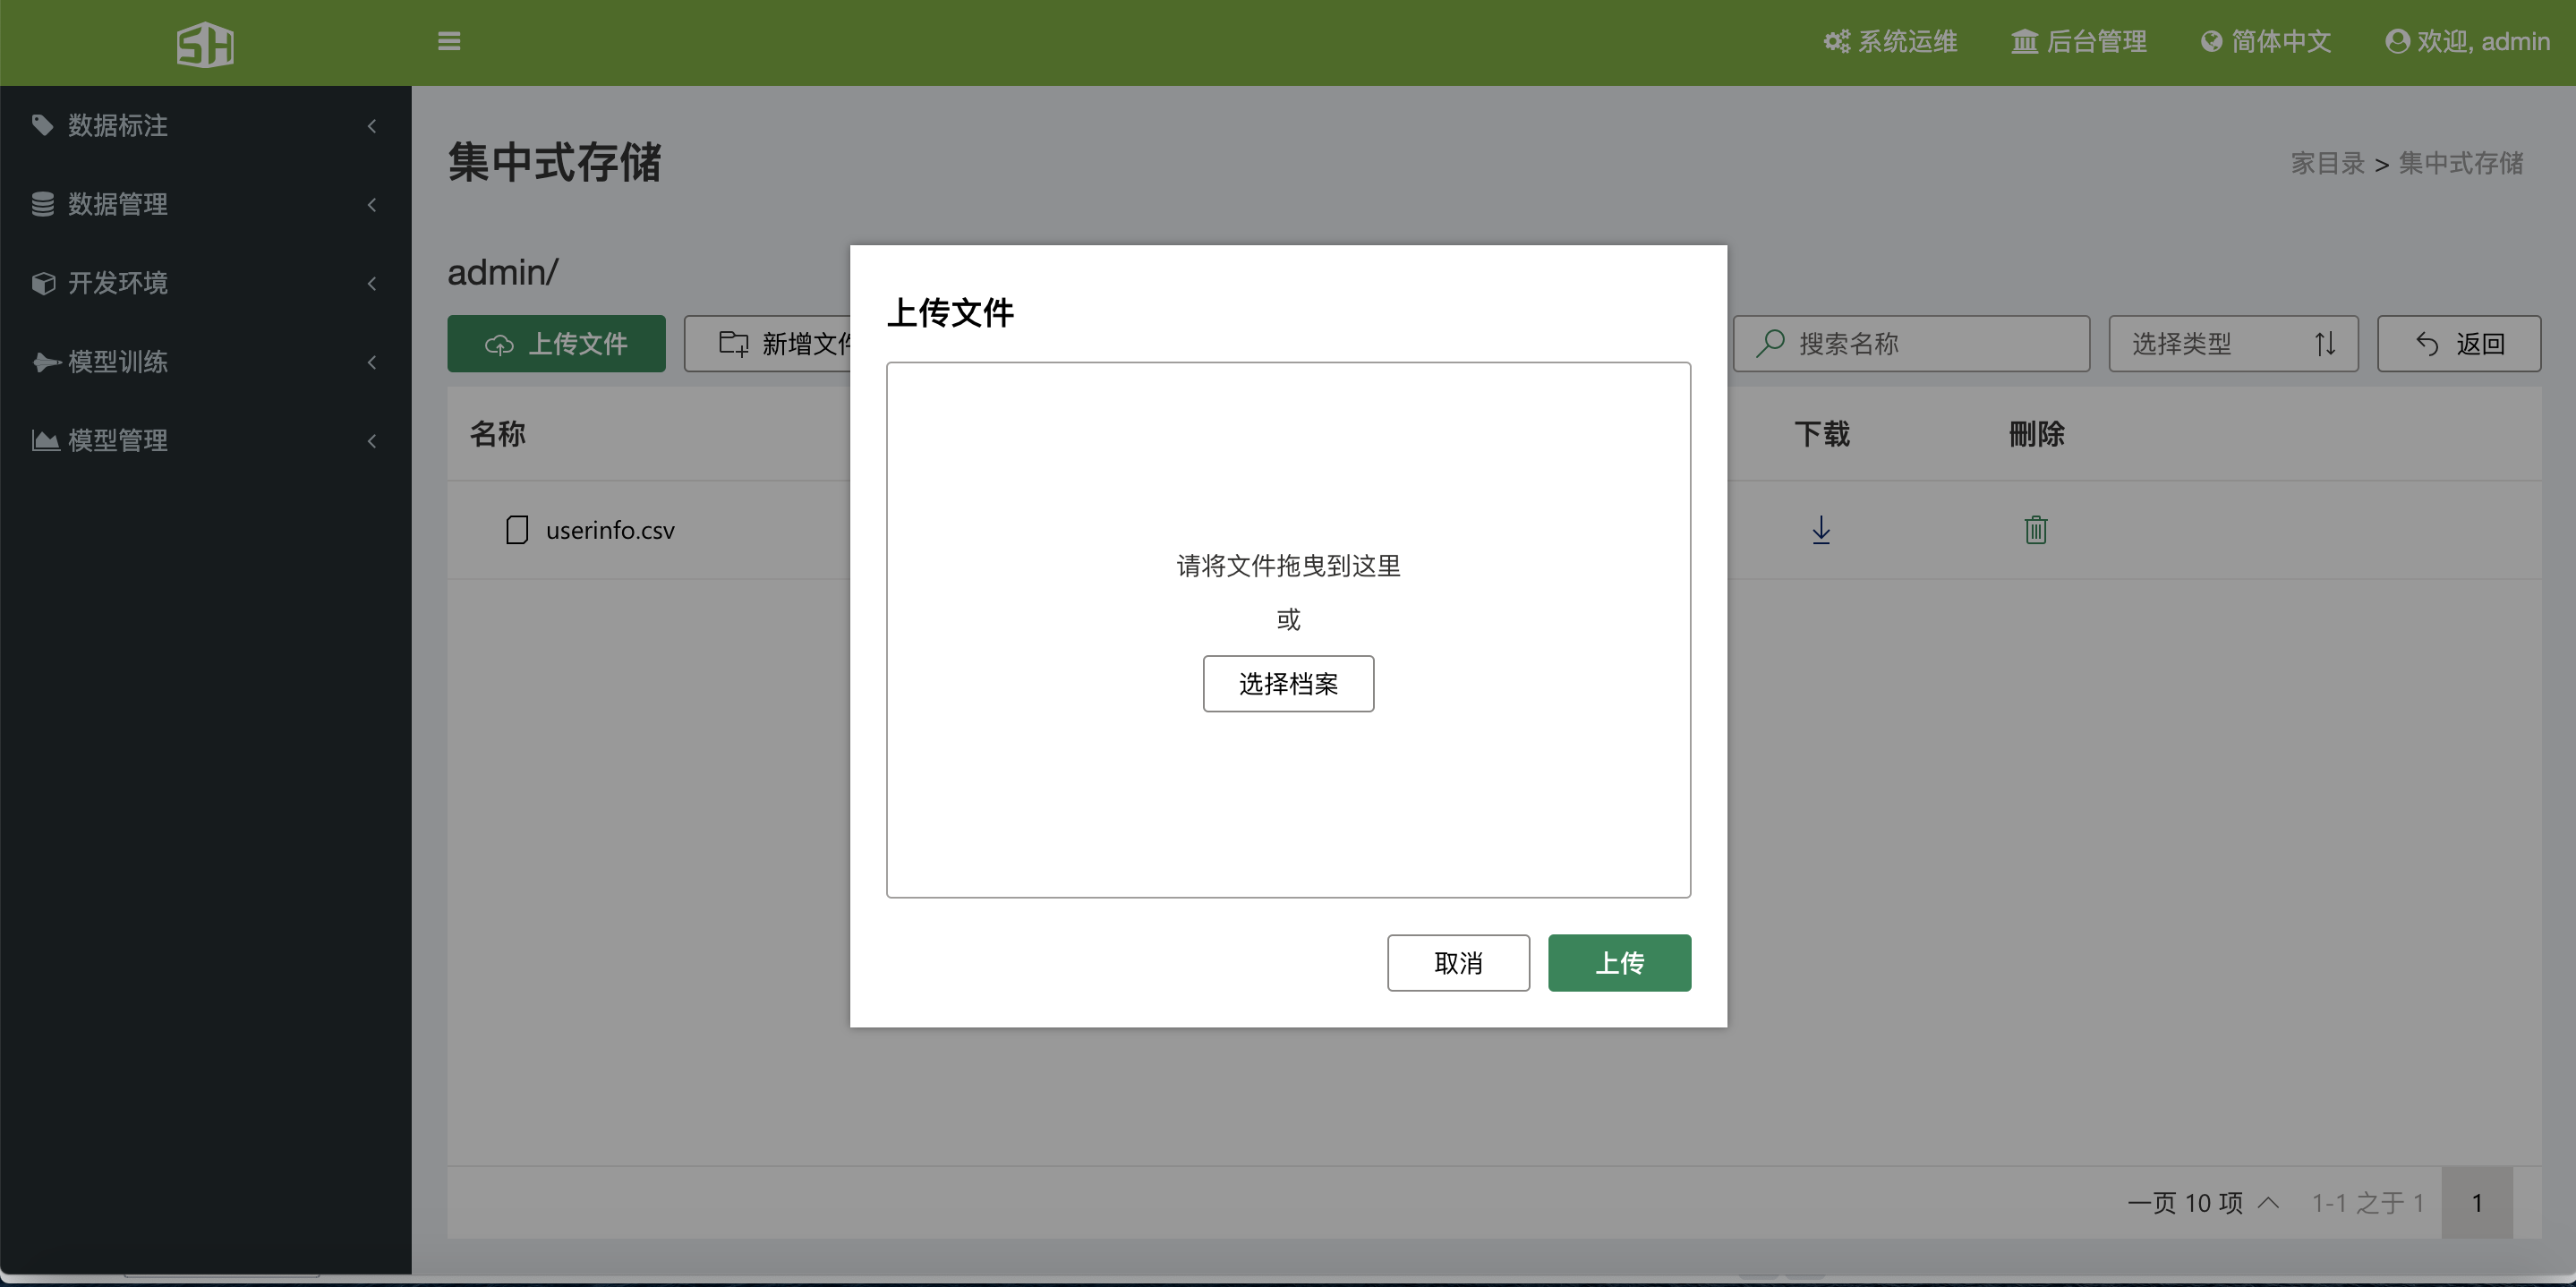 SH
系统运维
后台管理
简体中文
欢迎, admin
数据标注
数据管理
开发环境
模型训练
模型管理
集中式存储
家目录 > 集中式存储
admin/
上传文件
新增文件
搜索名称
选择类型
返回
名称
下载
刪除
userinfo.csv
上传文件
请将文件拖曳到这里
或
选择档案
取消
上传
一页 10 项
1-1 之于 1
1